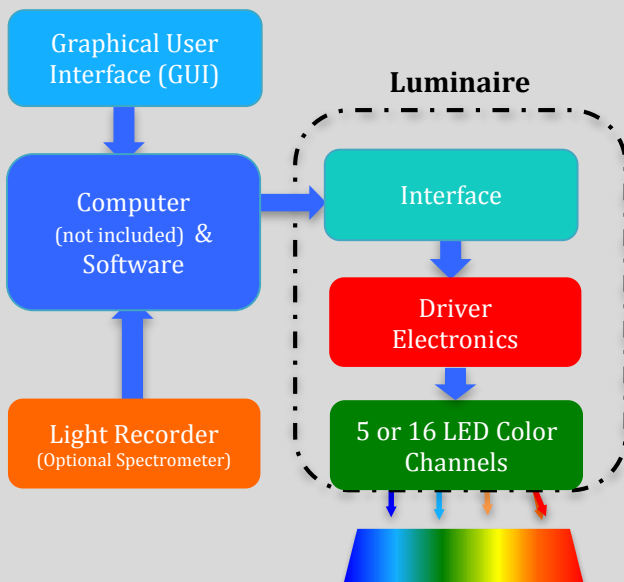 Graphical User
Interface (GUI)
Luminaire
Computer
(not included) &
Software
Interface
Driver
Electronics
Light Recorder
(Optional Spectrometer)
5 or 16 LED Color
Channels